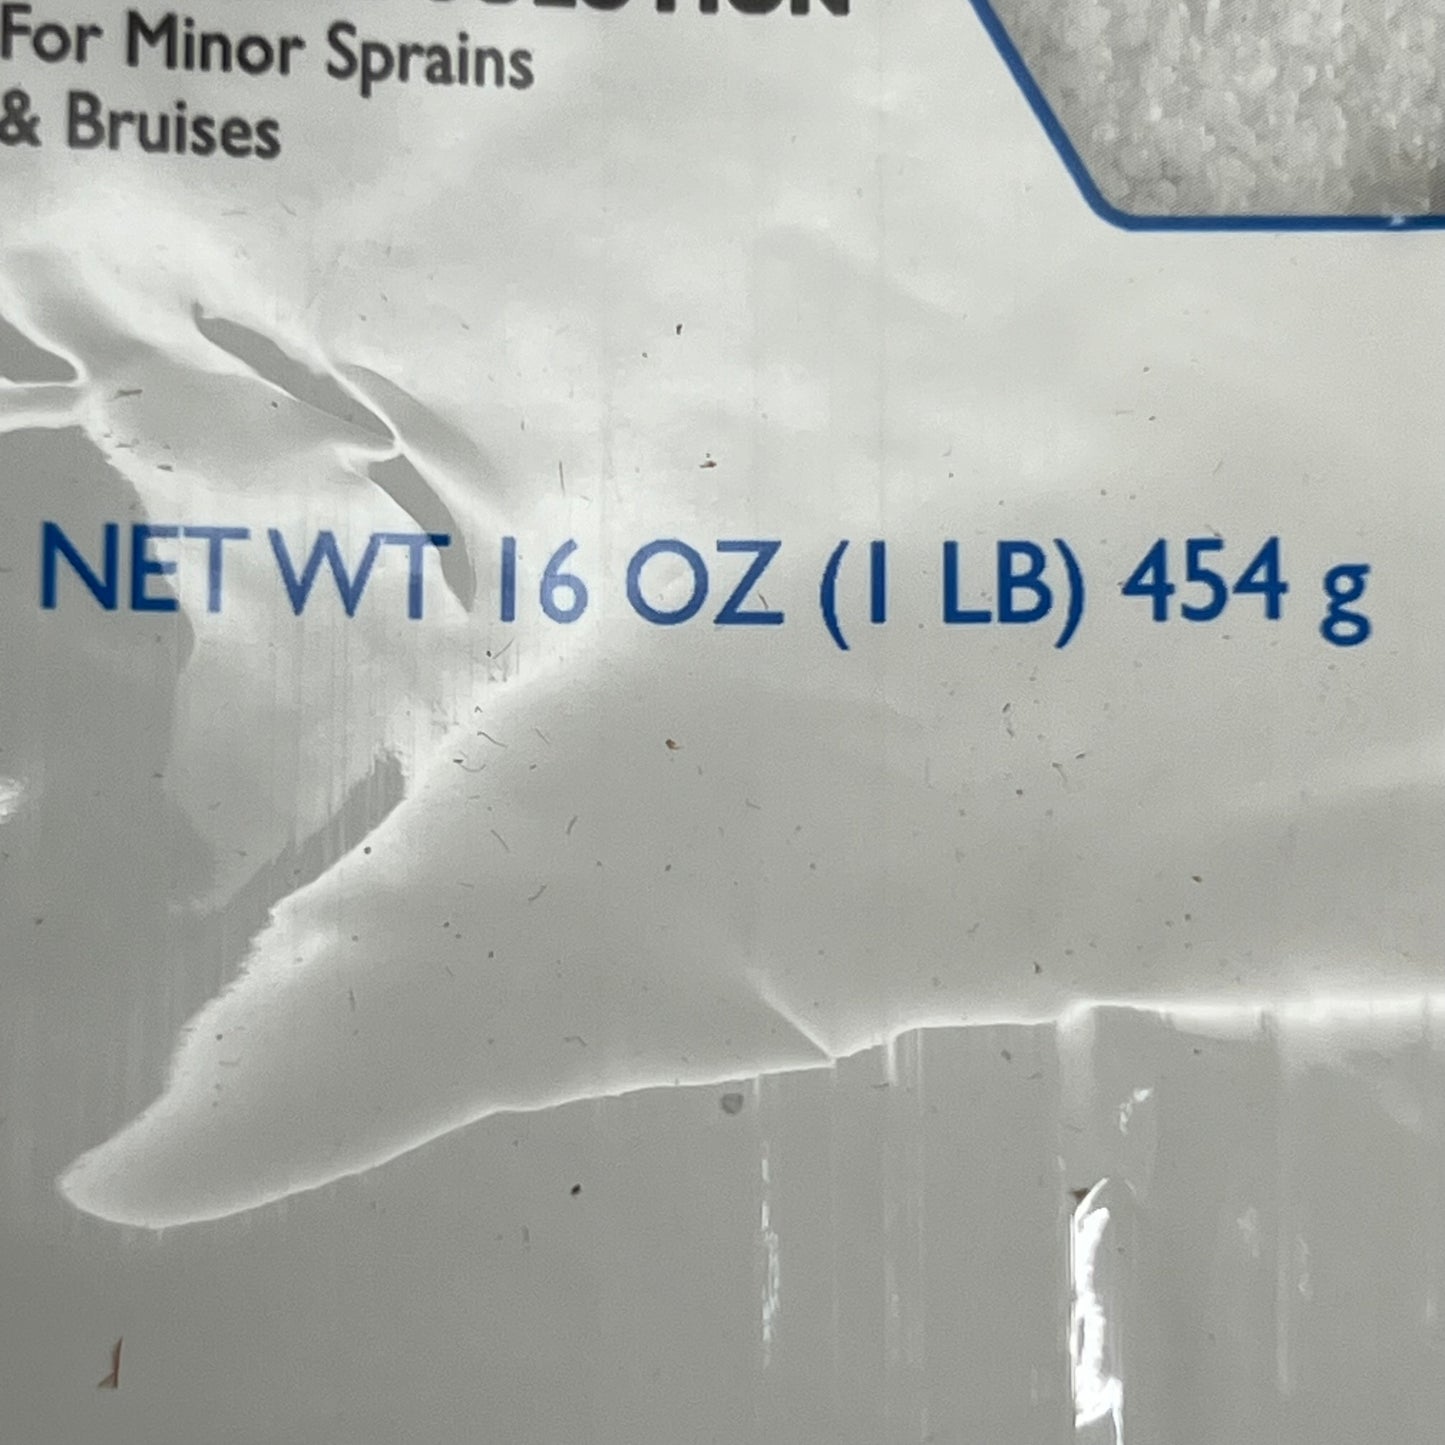 For Minor Sprains
& Bruises
NET WT 16 OZ (1 LB) 454 g